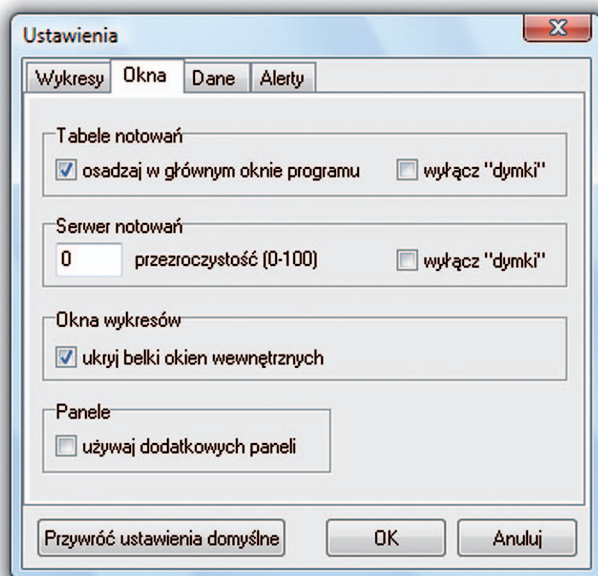 Ustawienia
Wykresy Okna Dane Alerty
Tabele notowań
osadzaj w głównym oknie programu wyłącz "dymki"
Serwer notowań
0 przezroczystość (0-100) wyłącz "dymki"
Okna wykresów
ukryj belki okien wewnętrznych
Panele
używaj dodatkowych paneli
Przywróć ustawienia domyślne OK Anuluj